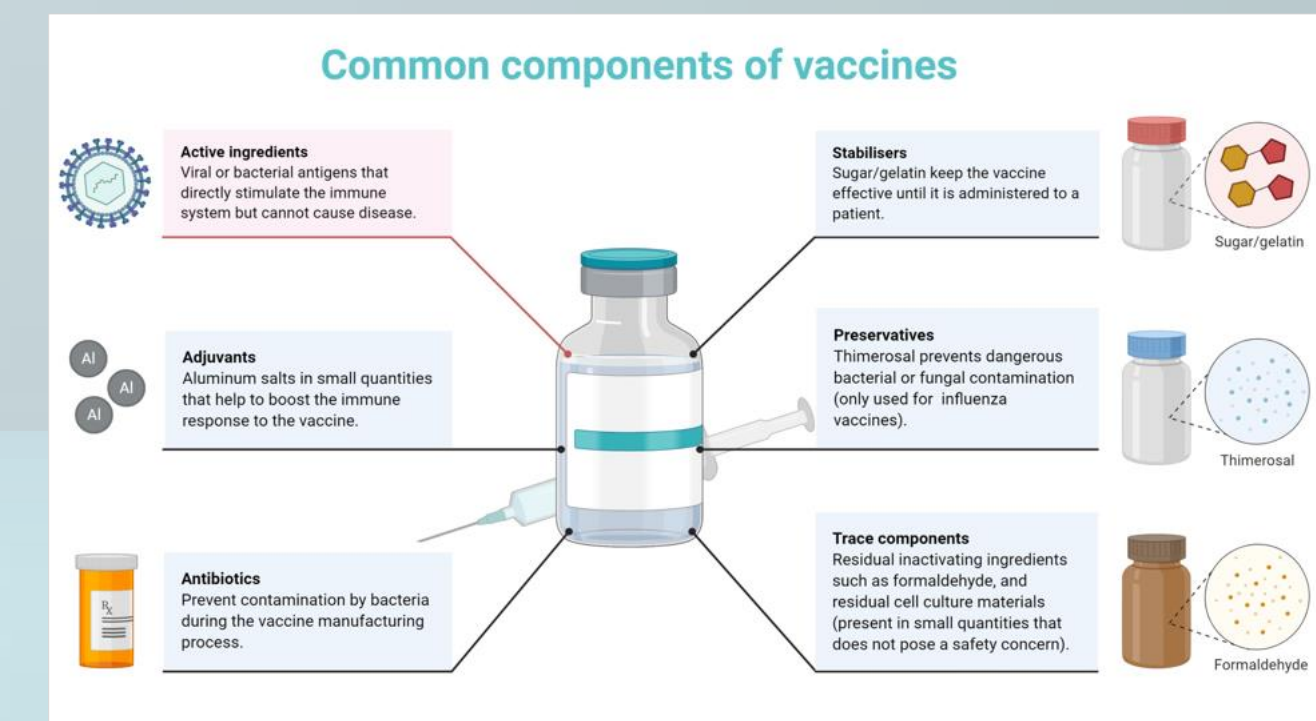 Common components of vaccines
Active ingredients
Viral or bacterial antigens that
directly stimulate the immune
system but cannot cause disease.
Adjuvants
Aluminum salts in small quantities
that help to boost the immune
response to the vaccine.
Antibiotics
Prevent contamination by bacteria
during the vaccine manufacturing
process.
Stabilisers
Sugar/gelatin keep the vaccine
effective until it is administered to a
patient.
Preservatives
Thimerosal prevents dangerous
bacterial or fungal contamination
(only used for influenza
vaccines).
Trace components
Residual inactivating ingredients
such as formaldehyde, and
residual cell culture materials
(present in small quantities that
does not pose a safety concern).
Al
Al
Al
Rx
Sugar/gelatin
Thimerosal
Formaldehyde